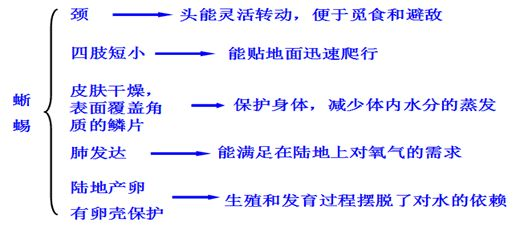 颈 头能灵活转动，便于觅食和避敌
四肢短小 能贴地面迅速爬行
蜥
蜴
皮肤干燥，
表面覆盖角
质的鳞片
保护身体，减少体内水分的蒸发
肺发达 能满足在陆地上对氧气的需求
陆地产卵
有卵壳保护
生殖和发育过程摆脱了对水的依赖